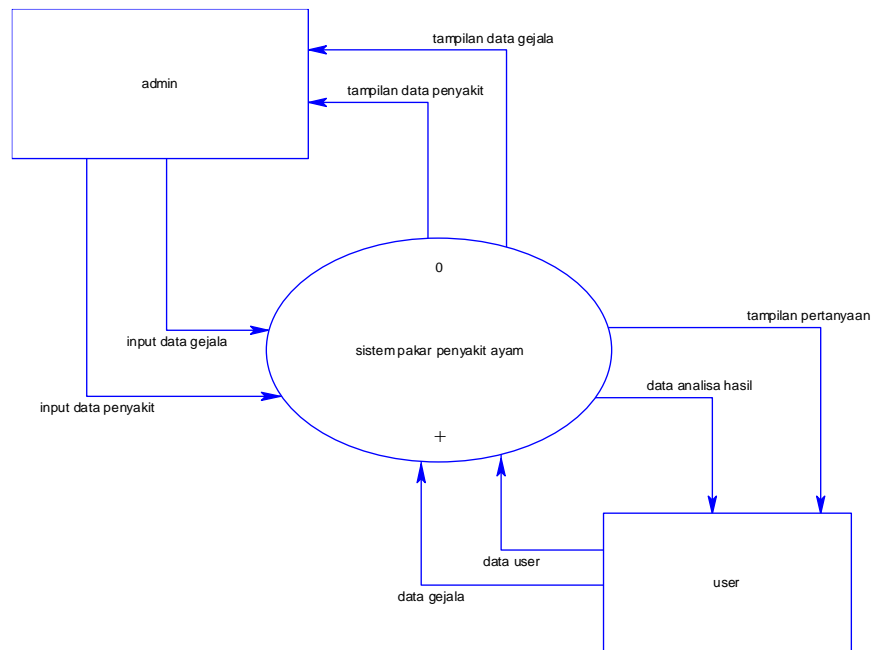 tampilan data gejala
admin
tampilan data penyakit
0
tampilan pertanyaan
input data gejala
sistem pakar penyakit ayam
data analisa hasil
input data penyakit
+
data user
user
data gejala